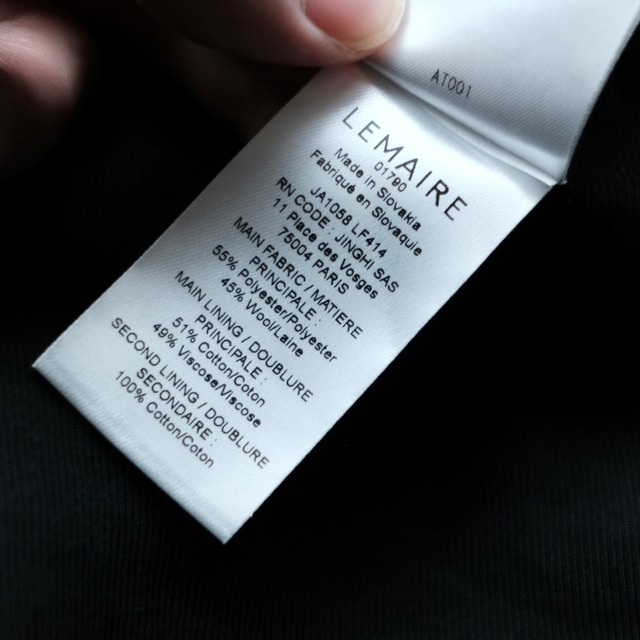 AT001
LEMAIRE
01790
Made in Slovakia
Fabriqué en Slovaquie
JA1056 LF414
RN CODE : JINGHI SAS
11 Place des Vosges
75004 PARIS
MAIN FABRIC / MATIERE
PRINCIPALE :
55% Polyester/Polyester
45% Wool/Laine
MAIN LINING / DOUBLURE
PRINCIPALE :
51% Cotton/Coton
49% Viscose/Viscose
SECOND LINING / DOUBLURE
SECONDAIRE :
100% Cotton/Coton